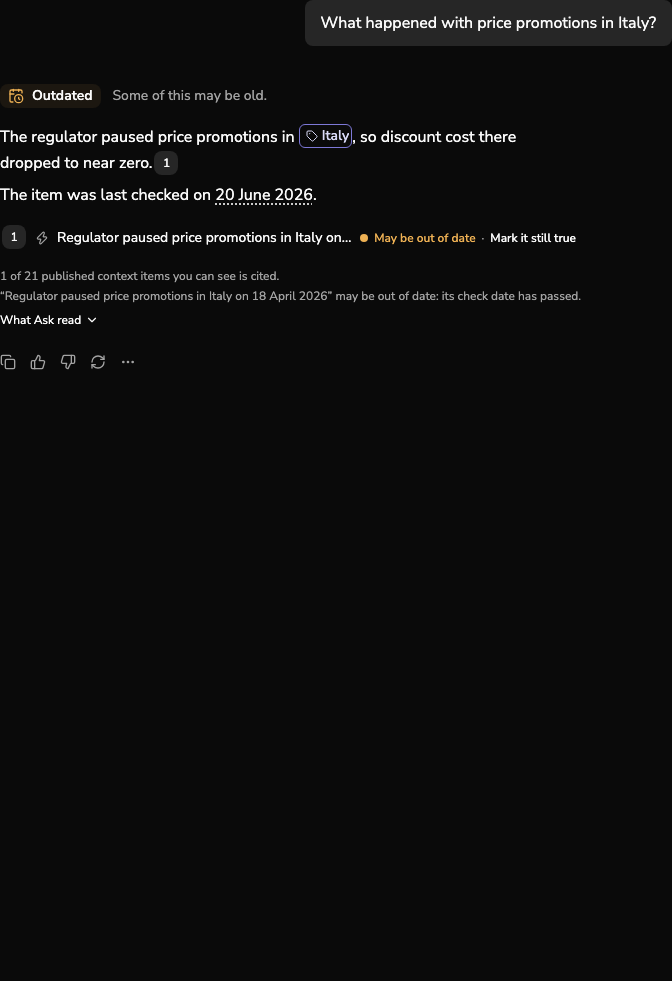 What happened with price promotions in Italy?
Outdated Some of this may be old.
The regulator paused price promotions in Italy, so discount cost there
dropped to near zero. 1
The item was last checked on 20 June 2026.
1 Regulator paused price promotions in Italy on... May be out of date · Mark it still true
1 of 21 published context items you can see is cited.
“Regulator paused price promotions in Italy on 18 April 2026” may be out of date: its check date has passed.
What Ask read